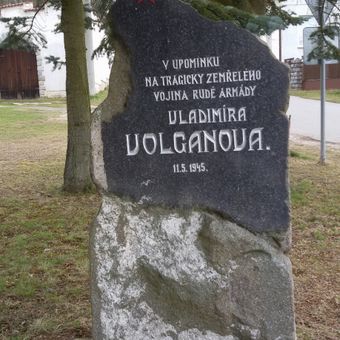 V UPOMÍNKU
NA TRAGICKY ZEMŘELÉHO
VOJÍNA RUDÉ ARMÁDY
VLADIMÍRA
VOLGANOVA.
11.5.1945.